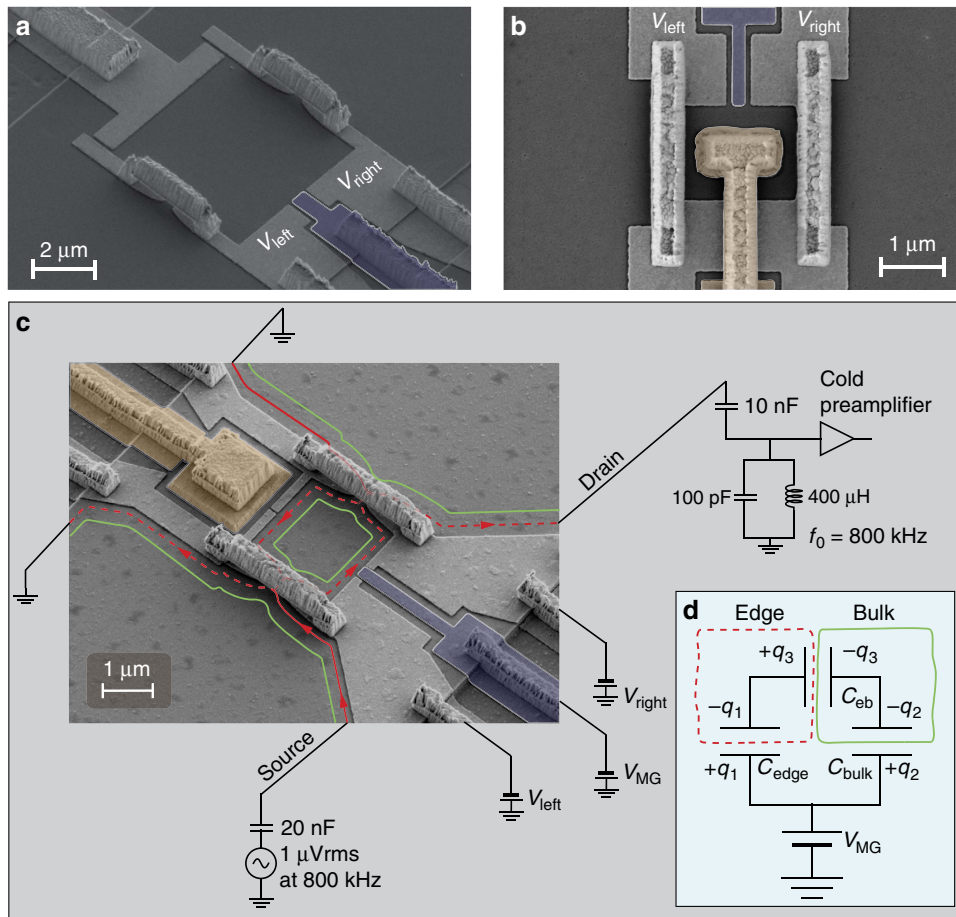 a
V_right
V_left
2 μm
b
V_left
V_right
1 μm
c
10 nF
Cold
preamplifier
Drain
100 pF
400 μH
f_0 = 800 kHz
1 μm
Source
V_right
V_MG
V_left
20 nF
1 μVrms
at 800 kHz
d
Edge
Bulk
+q_3
−q_3
−q_1
C_eb
−q_2
+q_1
C_edge
C_bulk
+q_2
V_MG